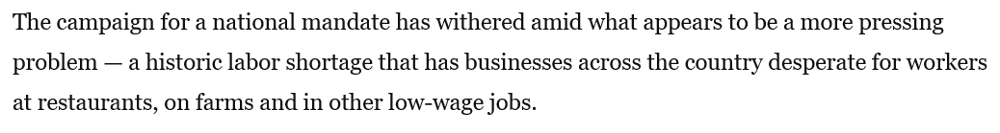 The campaign for a national mandate has withered amid what appears to be a more pressing
problem — a historic labor shortage that has businesses across the country desperate for workers
at restaurants, on farms and in other low-wage jobs.